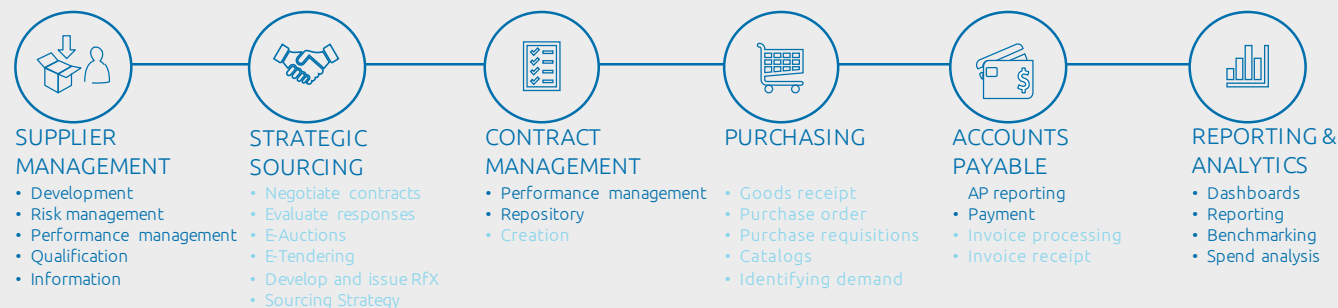 SUPPLIER
MANAGEMENT
• Development
• Risk management
• Performance management
• Qualification
• Information
STRATEGIC
SOURCING
• Negotiate contracts
• Evaluate responses
• E-Auctions
• E-Tendering
• Develop and issue RfX
• Sourcing Strategy
CONTRACT
MANAGEMENT
• Performance management
• Repository
• Creation
PURCHASING
• Goods receipt
• Purchase order
• Purchase requisitions
• Catalogs
• Identifying demand
$
ACCOUNTS
PAYABLE
AP reporting
• Payment
• Invoice processing
• Invoice receipt
REPORTING &
ANALYTICS
• Dashboards
• Reporting
• Benchmarking
• Spend analysis